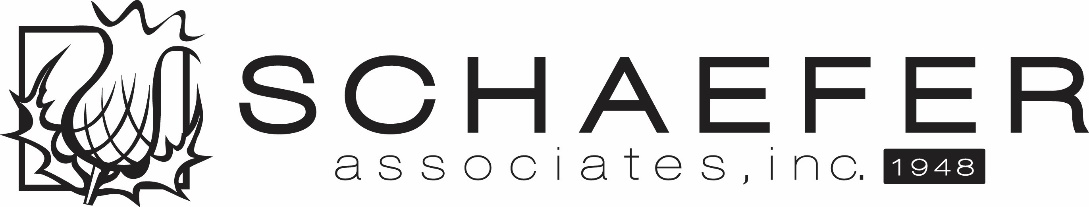 SCHAEFER
associates, inc. 1948